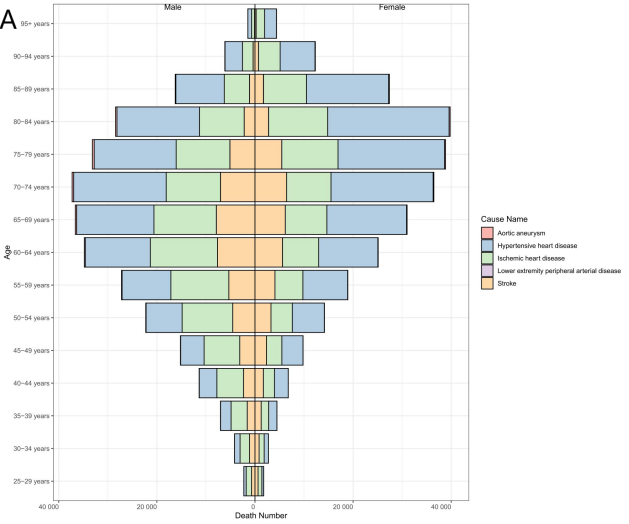 A
Male
Female
95+ years
90−94 years
85−89 years
80−84 years
75−79 years
70−74 years
65−69 years
60−64 years
55−59 years
50−54 years
45−49 years
40−44 years
35−39 years
30−34 years
25−29 years
Age
40 000
20 000
0
20 000
40 000
Death Number
Cause Name
Aortic aneurysm
Hypertensive heart disease
Ischemic heart disease
Lower extremity peripheral arterial disease
Stroke